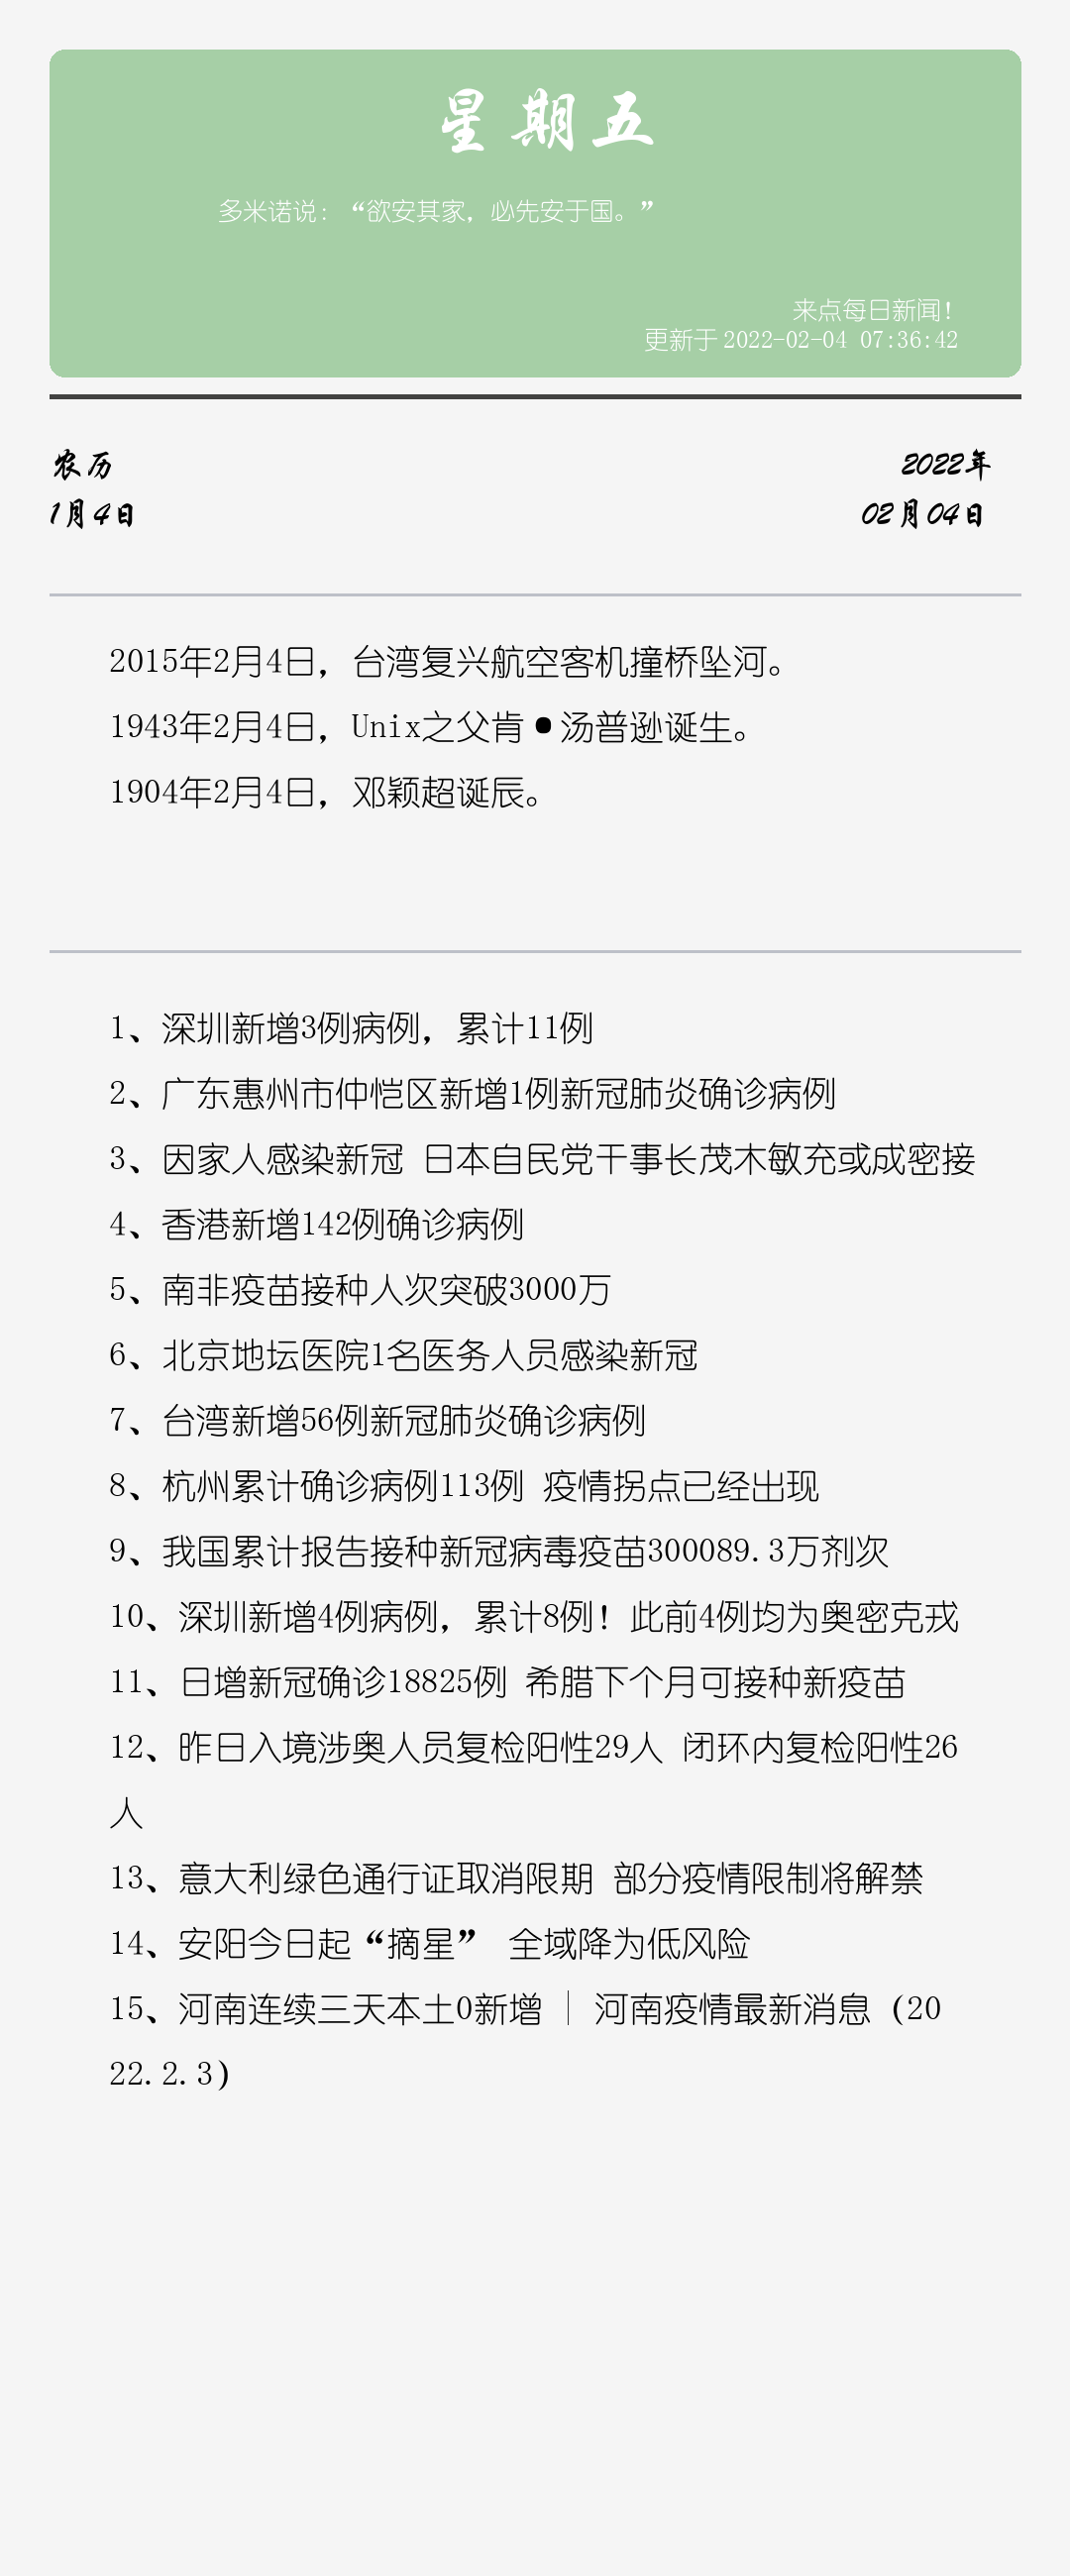 星期五
多米诺说：“欲安其家，必先安于国。”
来点每日新闻！
更新于 2022-02-04 07:36:42
农历
2022年
1月4日
02月04日
2015年2月4日，台湾复兴航空客机撞桥坠河。
1943年2月4日，Unix之父肯•汤普逊诞生。
1904年2月4日，邓颖超诞辰。
1、深圳新增3例病例，累计11例
2、广东惠州市仲恺区新增1例新冠肺炎确诊病例
3、因家人感染新冠 日本自民党干事长茂木敏充或成密接
4、香港新增142例确诊病例
5、南非疫苗接种人次突破3000万
6、北京地坛医院1名医务人员感染新冠
7、台湾新增56例新冠肺炎确诊病例
8、杭州累计确诊病例113例 疫情拐点已经出现
9、我国累计报告接种新冠病毒疫苗300089.3万剂次
10、深圳新增4例病例，累计8例！此前4例均为奥密克戎
11、日增新冠确诊18825例 希腊下个月可接种新疫苗
12、昨日入境涉奥人员复检阳性29人 闭环内复检阳性26
人
13、意大利绿色通行证取消限期 部分疫情限制将解禁
14、安阳今日起“摘星” 全域降为低风险
15、河南连续三天本土0新增 | 河南疫情最新消息（20
22.2.3）